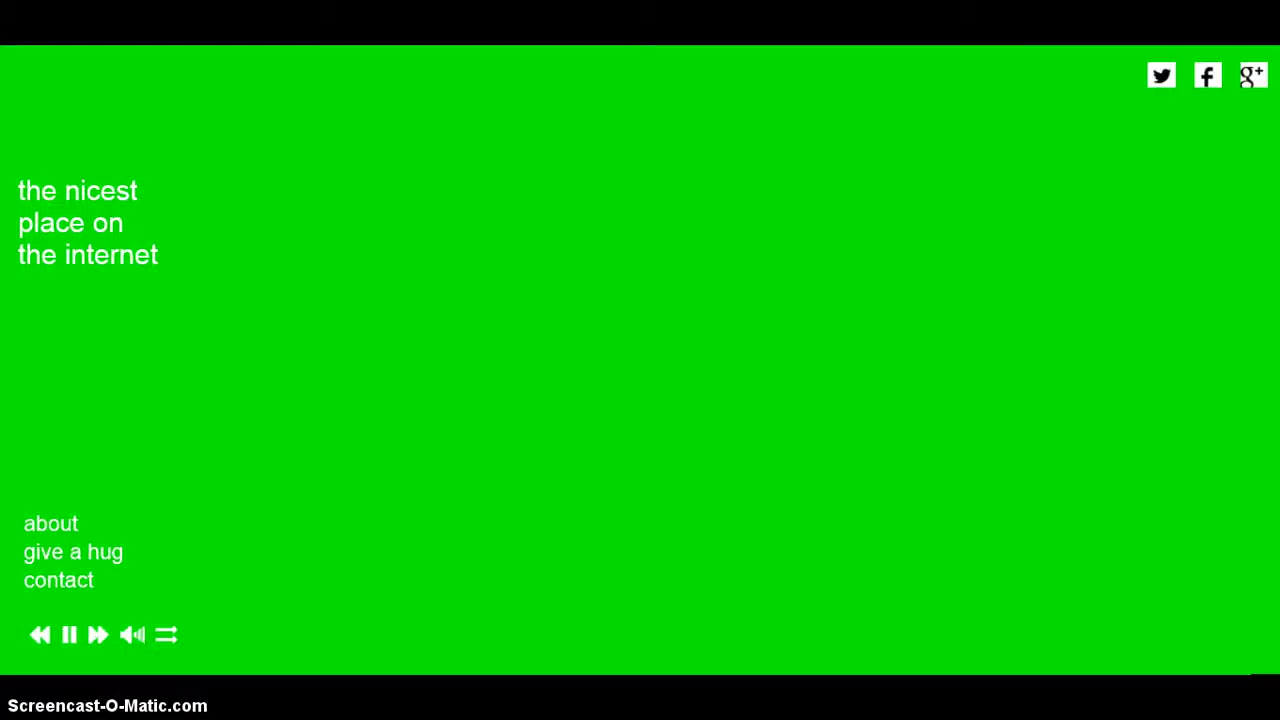 g+
the nicest
place on
the internet
about
give a hug
contact
Screencast-O-Matic.com